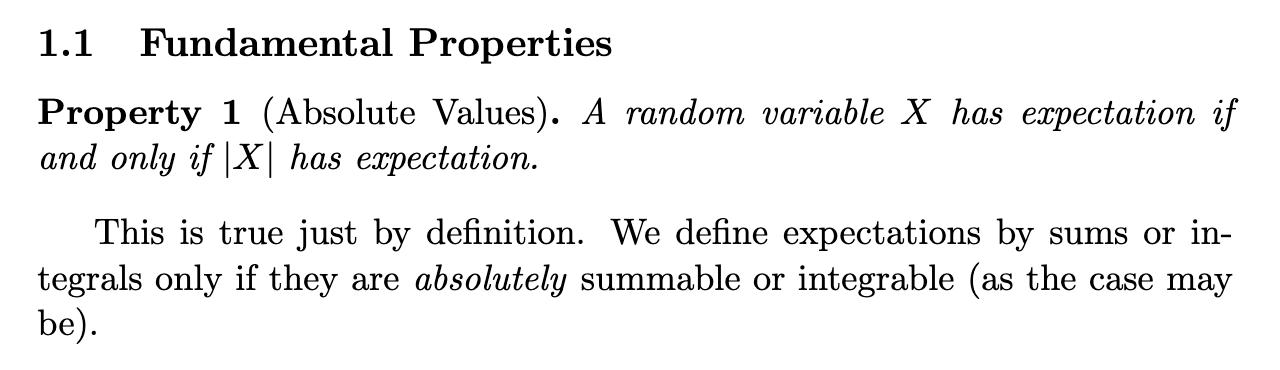 1.1 Fundamental Properties
Property 1 (Absolute Values). A random variable X has expectation if
and only if |X| has expectation.
This is true just by definition. We define expectations by sums or in-
tegrals only if they are absolutely summable or integrable (as the case may
be).